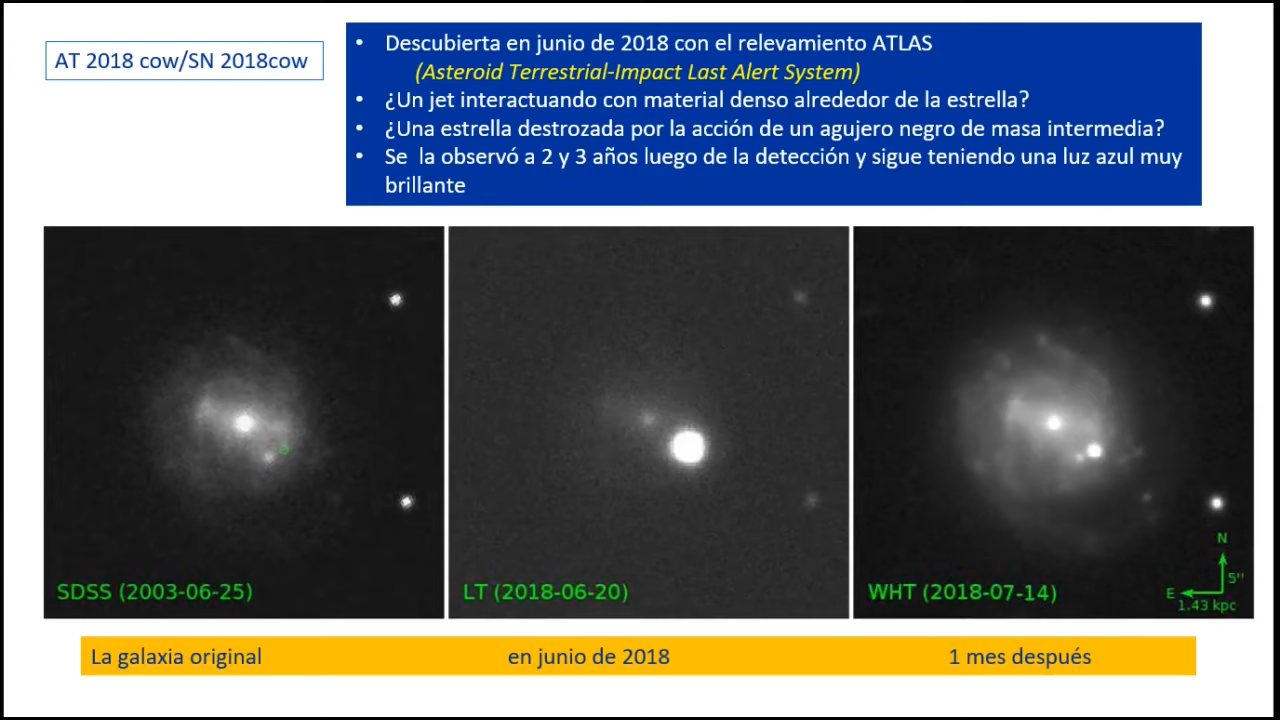 AT 2018 cow/SN 2018cow
• Descubierta en junio de 2018 con el relevamiento ATLAS
(Asteroid Terrestrial-Impact Last Alert System)
• ¿Un jet interactuando con material denso alrededor de la estrella?
• ¿Una estrella destrozada por la acción de un agujero negro de masa intermedia?
• Se la observó a 2 y 3 años luego de la detección y sigue teniendo una luz azul muy
brillante
SDSS (2003-06-25)
LT (2018-06-20)
WHT (2018-07-14)
N
5"
E
1.43 kpc
La galaxia original
en junio de 2018
1 mes después